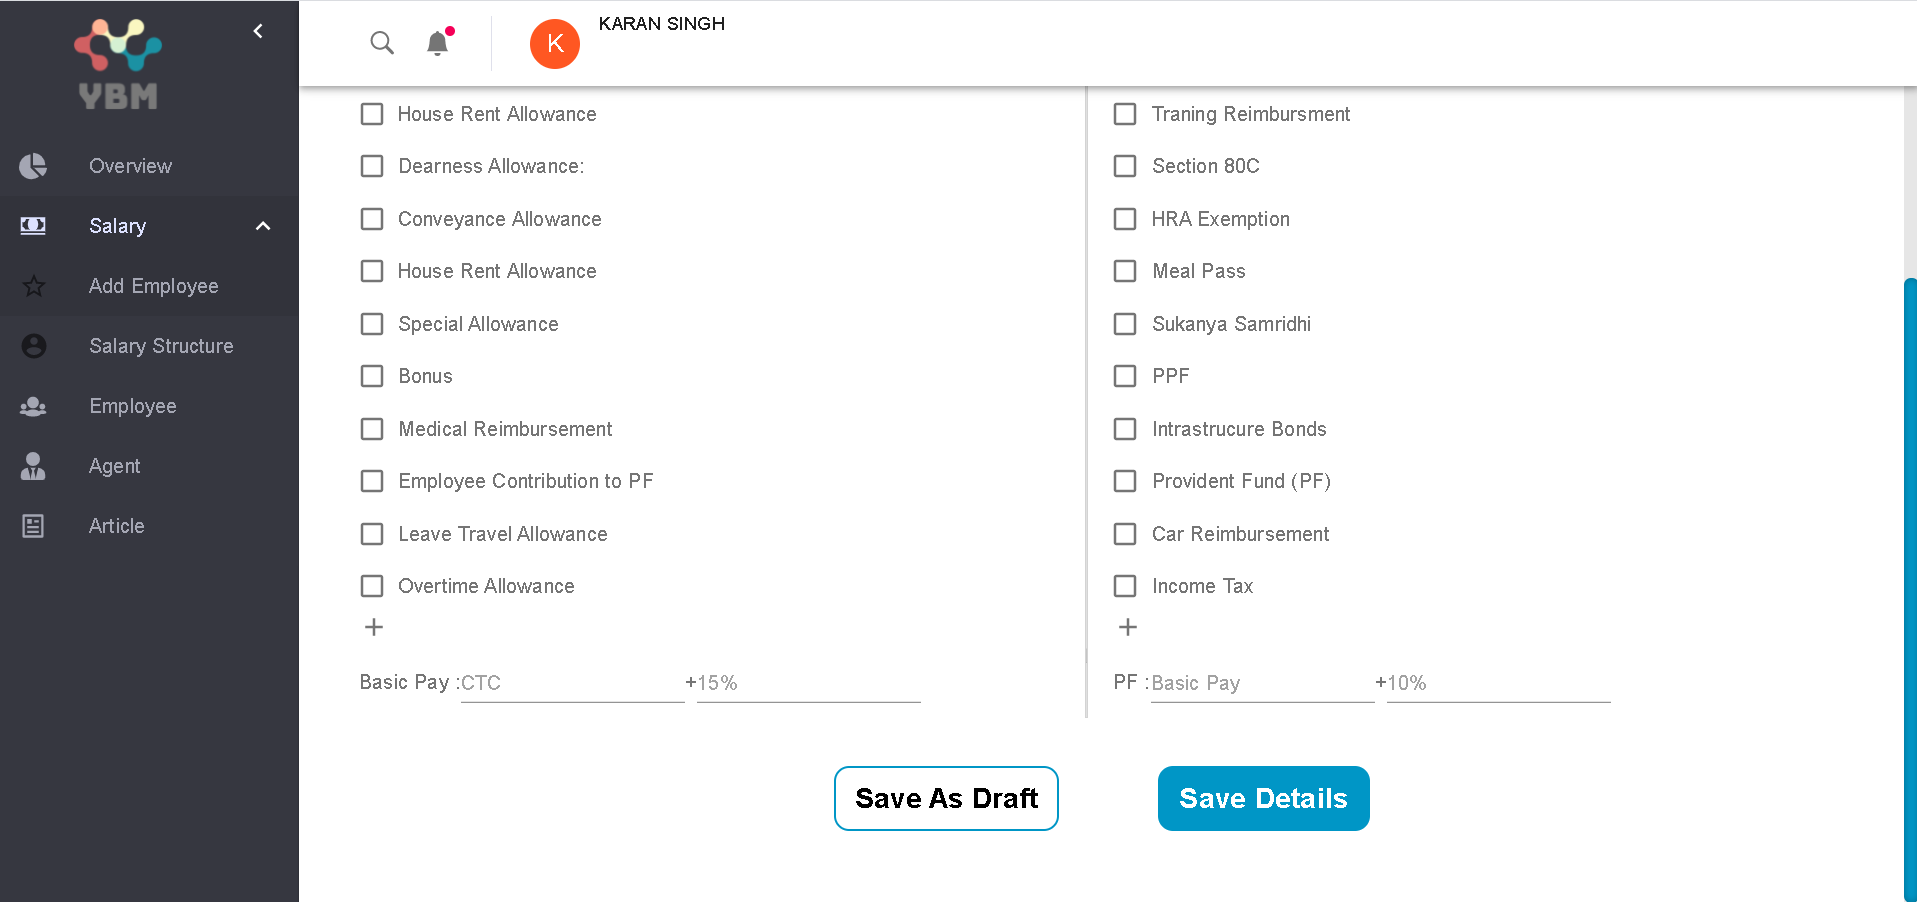 YBM
Overview
Salary
Add Employee
Salary Structure
Employee
Agent
Article
K
KARAN SINGH
House Rent Allowance
Dearness Allowance:
Conveyance Allowance
House Rent Allowance
Special Allowance
Bonus
Medical Reimbursement
Employee Contribution to PF
Leave Travel Allowance
Overtime Allowance
+
Basic Pay :CTC +15%
Traning Reimbursment
Section 80C
HRA Exemption
Meal Pass
Sukanya Samridhi
PPF
Intrastrucure Bonds
Provident Fund (PF)
Car Reimbursement
Income Tax
+
PF :Basic Pay +10%
Save As Draft
Save Details